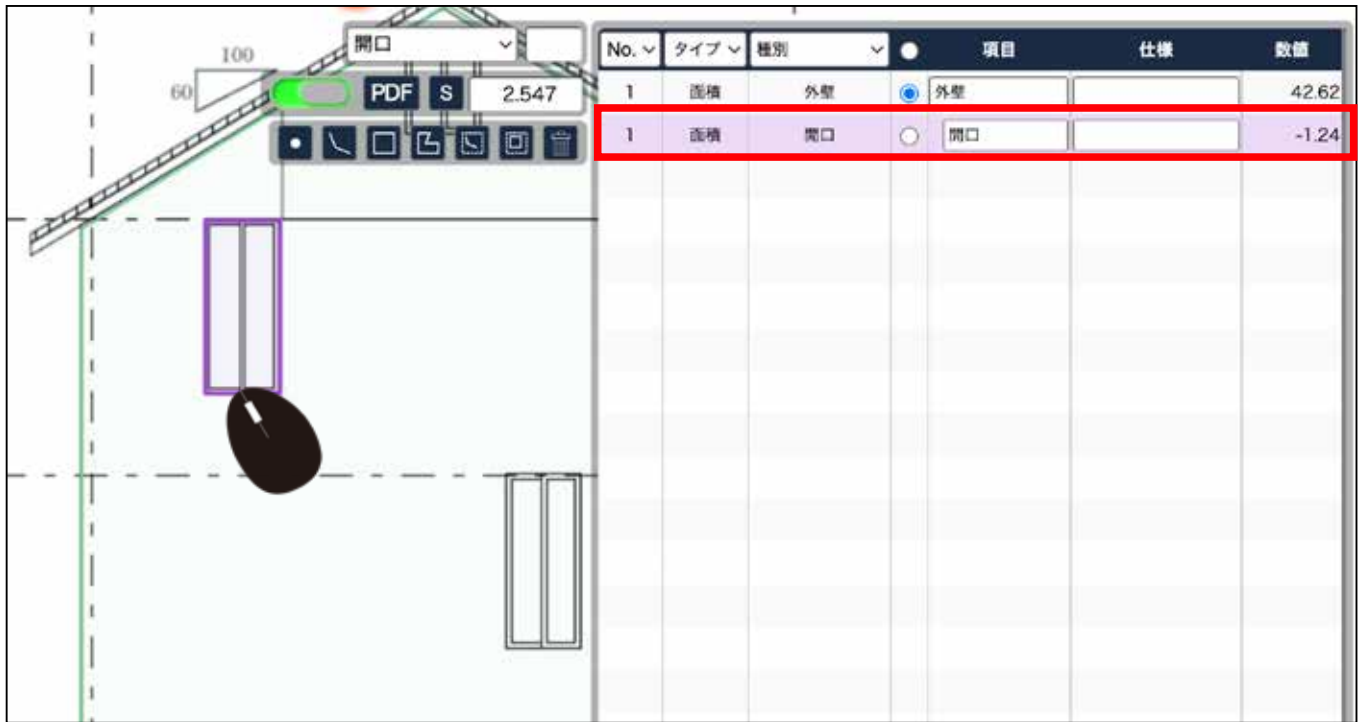 100
60
開口
PDF S 2.547
No. タイプ 種別 項目 仕様 数値
1 面積 外壁 外壁 42.62
1 面積 開口 開口 -1.24